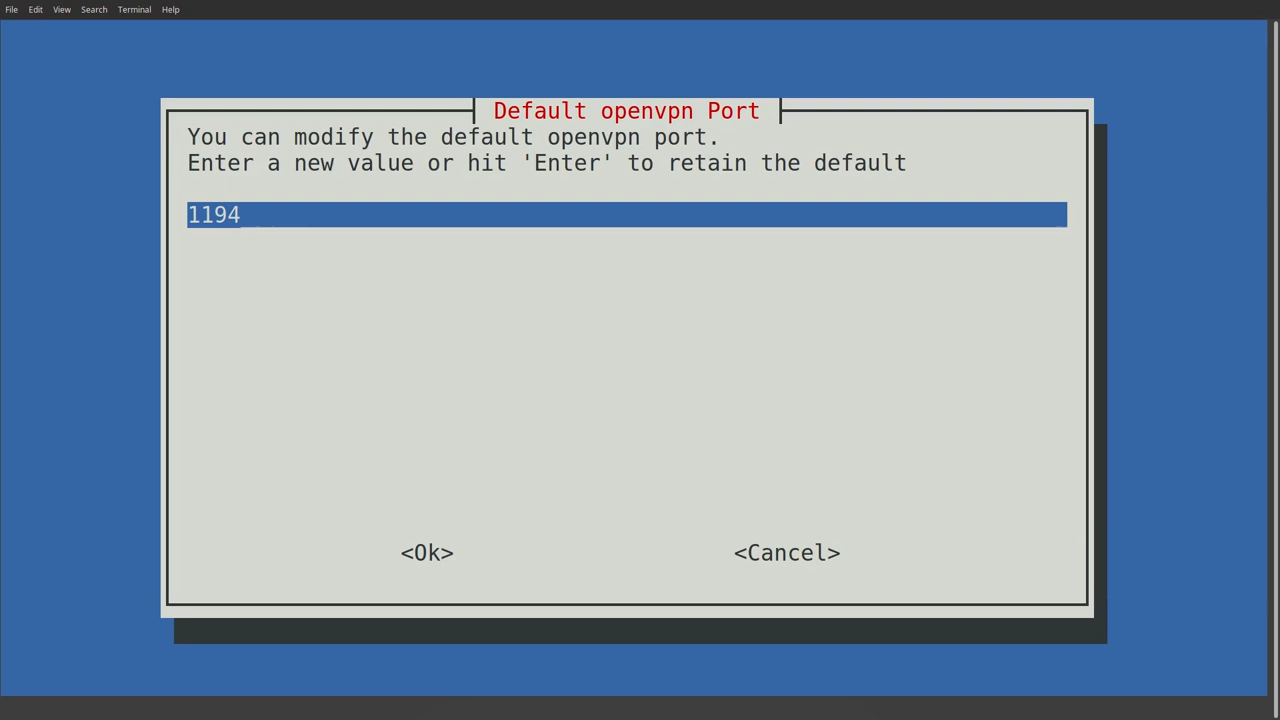 File Edit View Search Terminal Help
Default openvpn Port
You can modify the default openvpn port.
Enter a new value or hit 'Enter' to retain the default
1194
<Ok> <Cancel>